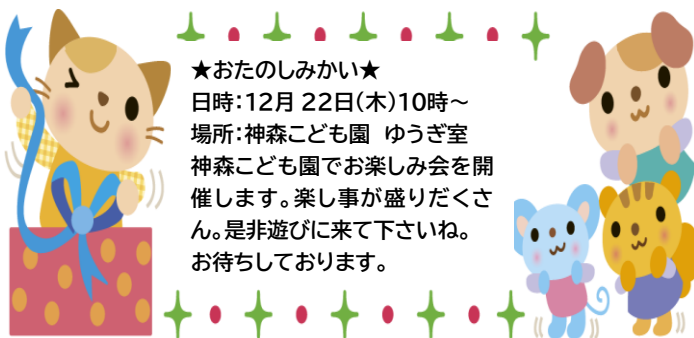 ★おたのしみかい★
日時：12月22日（木）10時～
場所：神森こども園　ゆうぎ室
神森こども園でお楽しみ会を開
催します。楽し事が盛りだくさ
ん。是非遊びに来て下さいね。
お待ちしております。